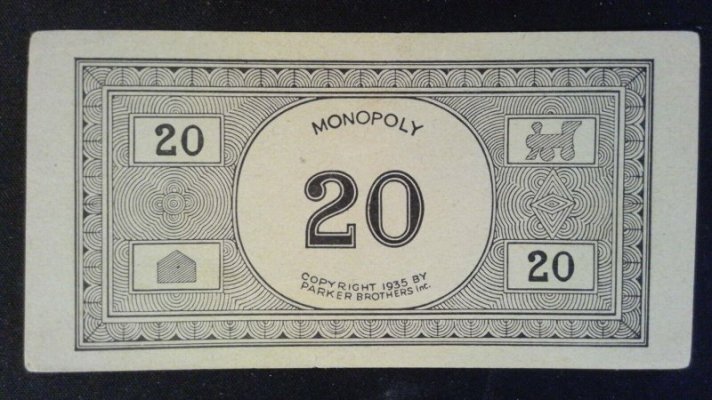 MONOPOLY
20
20
20
COPYRIGHT 1935 BY
PARKER BROTHERS Inc.